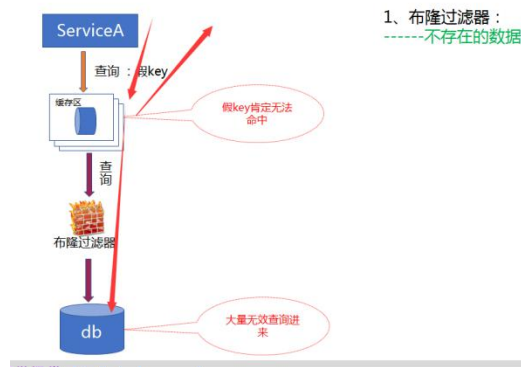 ServiceA
1、布隆过滤器：
------不存在的数据
查询 ：假key
缓存区
假key肯定无法
命中
查
询
布隆过滤器
大量无效查询进
来
db